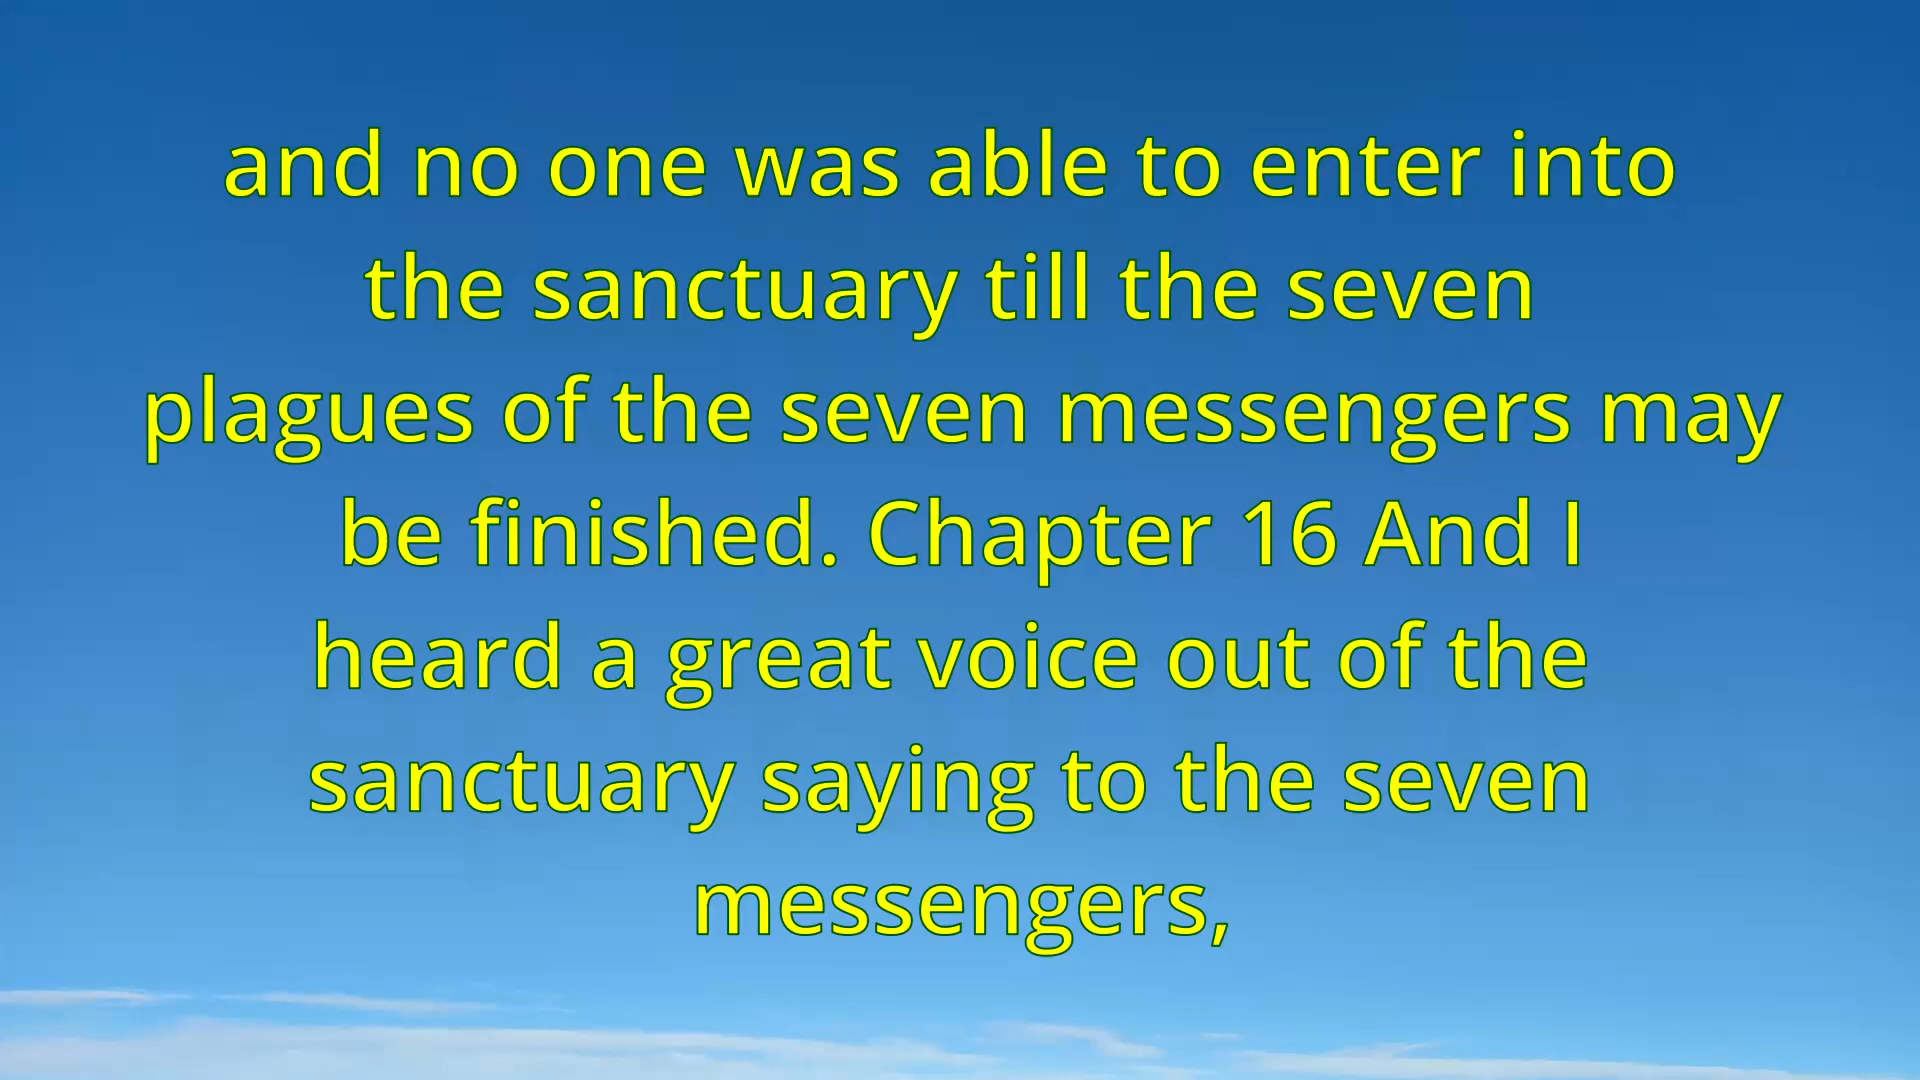 and no one was able to enter into
the sanctuary till the seven
plagues of the seven messengers may
be finished. Chapter 16 And I
heard a great voice out of the
sanctuary saying to the seven
messengers,